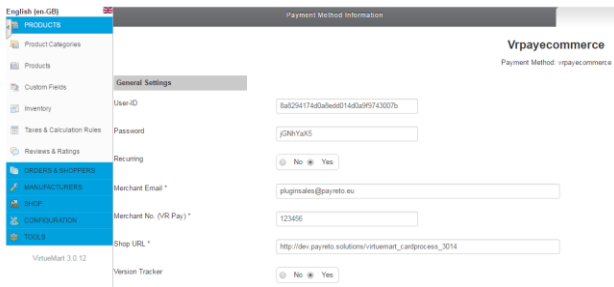 English (en-GB)
Payment Method Information
PRODUCTS
Product Categories
Vrpayecommerce
Products
Payment Method: vrpayecommerce
Custom Fields
General Settings
Inventory
User-ID
8a8294174d0a8edd014d0a9f9743007b
Taxes & Calculation Rules
Password
jGNhYaX5
Reviews & Ratings
Recurring
No Yes
ORDERS & SHOPPERS
MANUFACTURERS
Merchant Email *
pluginsales@payreto.eu
SHOP
CONFIGURATION
Merchant No. (VR Pay) *
123456
TOOLS
Shop URL *
http://dev.payreto.solutions/virtuemart_cardprocess_3014
VirtueMart 3.0.12
Version Tracker
No Yes